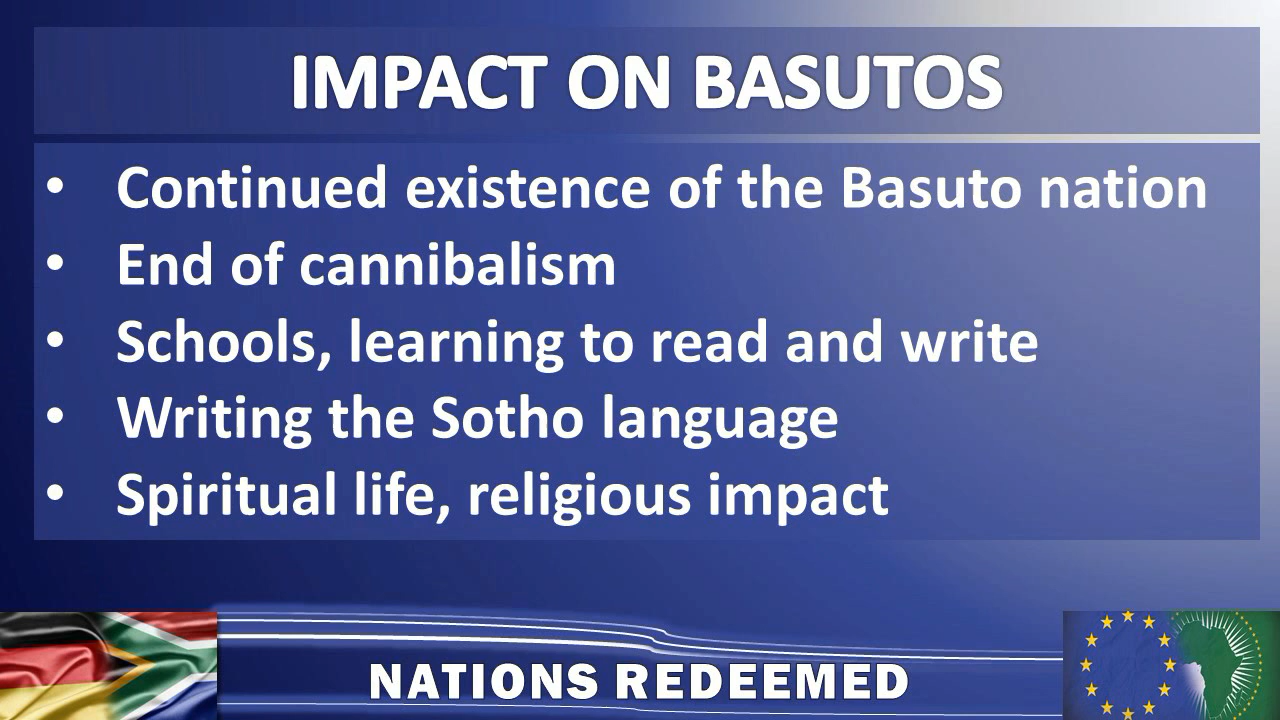 IMPACT ON BASUTOS
• Continued existence of the Basuto nation
• End of cannibalism
• Schools, learning to read and write
• Writing the Sotho language
• Spiritual life, religious impact
NATIONS REDEEMED